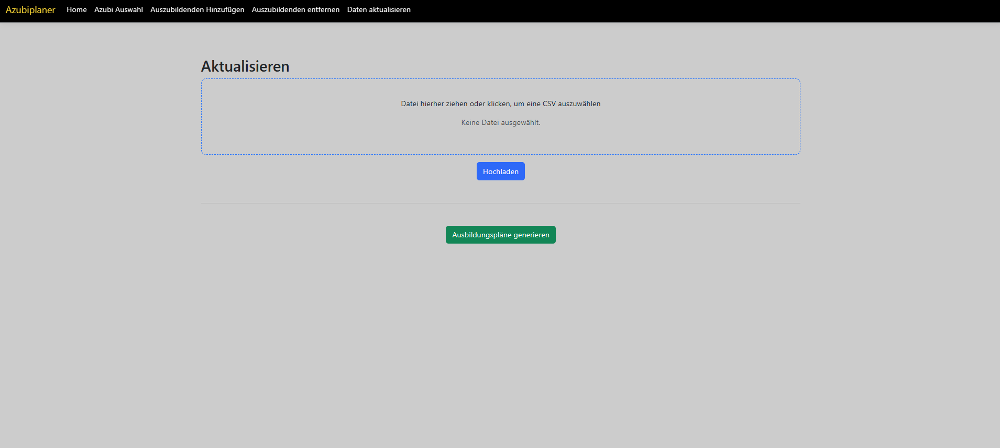 Azubiplaner Home Azubi Auswahl Auszubildenden Hinzufügen Auszubildenden entfernen Daten aktualisieren
Aktualisieren
Datei hierher ziehen oder klicken, um eine CSV auszuwählen
Keine Datei ausgewählt.
Hochladen
Ausbildungspläne generieren